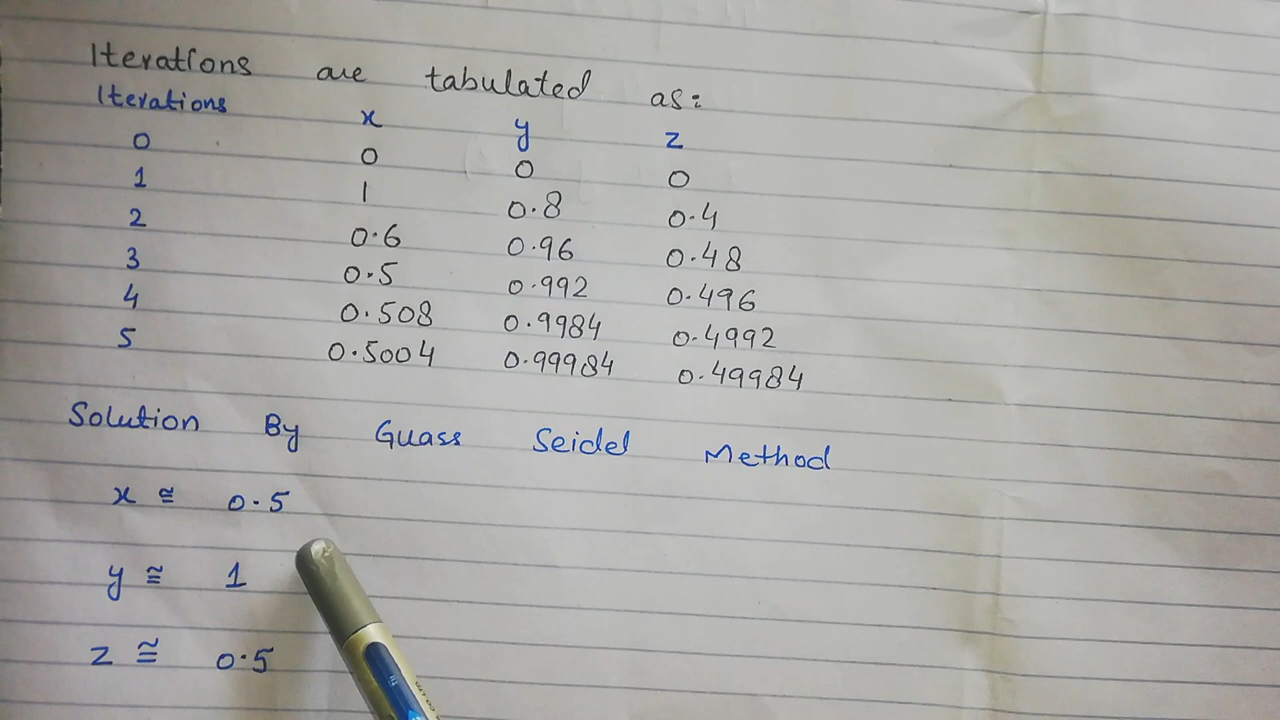 Iterations are tabulated as:
Iterations x y z
0 0 0 0
1 1 0.8 0.4
2 0.6 0.96 0.48
3 0.5 0.992 0.496
4 0.508 0.9984 0.4992
5 0.5004 0.99984 0.49984
Solution By Guass Seidel Method
x ≅ 0.5
y ≅ 1
z ≅ 0.5